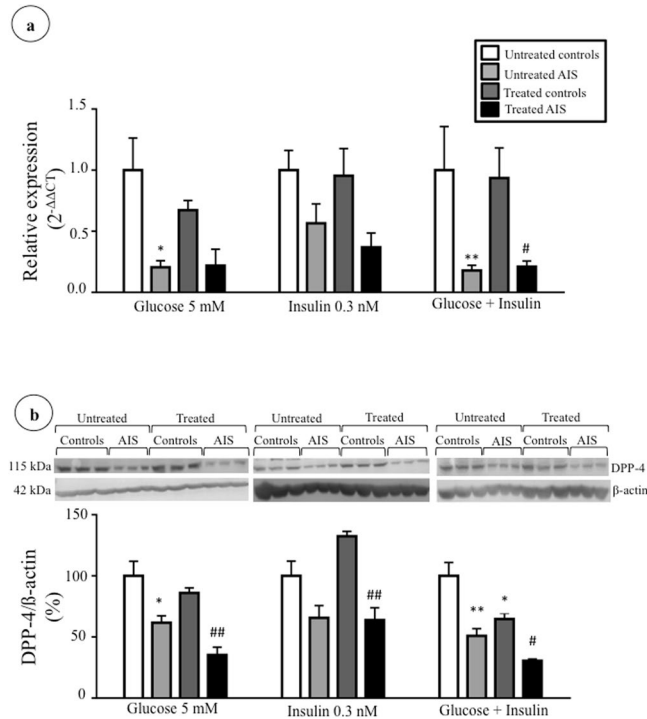 a
Untreated controls
Untreated AIS
Treated controls
Treated AIS
Relative expression
(2^-ΔΔCT)
1.5
1.0
0.5
0.0
*
** #
Glucose 5 mM Insulin 0.3 nM Glucose + Insulin
b
Untreated Treated Untreated Treated Untreated Treated
Controls AIS Controls AIS Controls AIS Controls AIS Controls AIS Controls AIS
115 kDa DPP-4
42 kDa β-actin
DPP-4/ß-actin
(%)
150
100
50
0
* ## ## ** * #
Glucose 5 mM Insulin 0.3 nM Glucose + Insulin